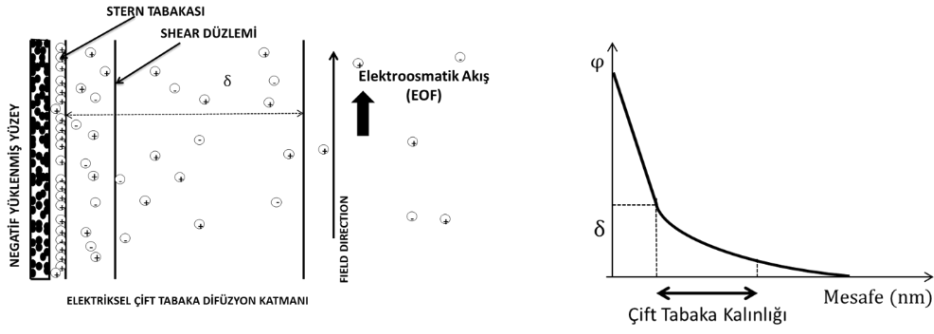 STERN TABAKASI
SHEAR DÜZLEMİ
NEGATİF YÜKLENMİŞ YÜZEY
δ
FIELD DIRECTION
Elektroosmatik Akış
(EOF)
ELEKTRİKSEL ÇİFT TABAKA DİFÜZYON KATMANI
φ
δ
Mesafe (nm)
Çift Tabaka Kalınlığı